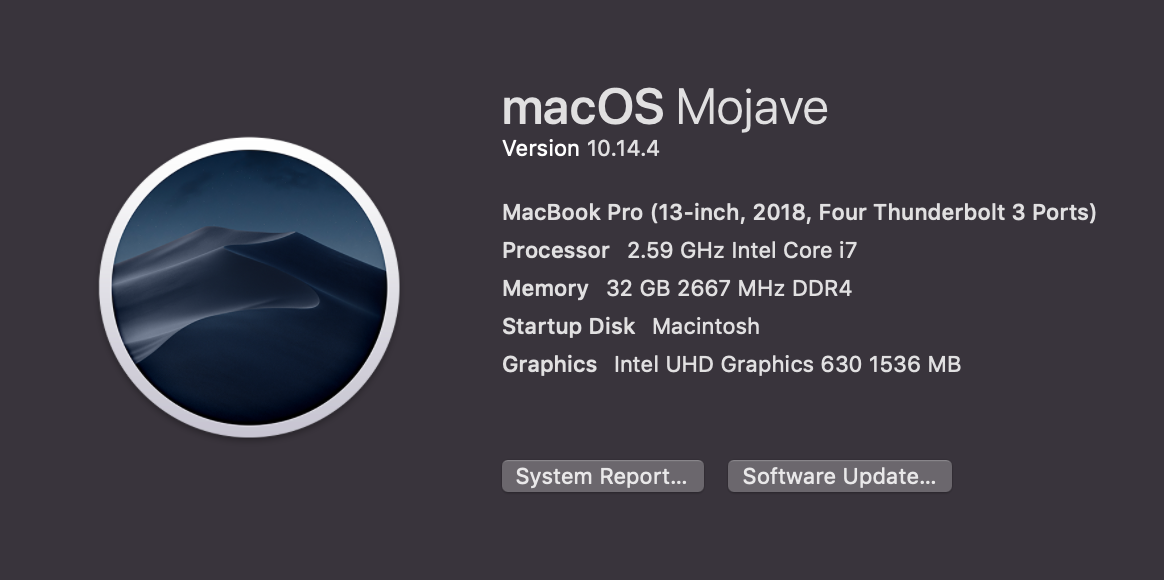 macOS Mojave
Version 10.14.4
MacBook Pro (13-inch, 2018, Four Thunderbolt 3 Ports)
Processor 2.59 GHz Intel Core i7
Memory 32 GB 2667 MHz DDR4
Startup Disk Macintosh
Graphics Intel UHD Graphics 630 1536 MB
System Report... Software Update...